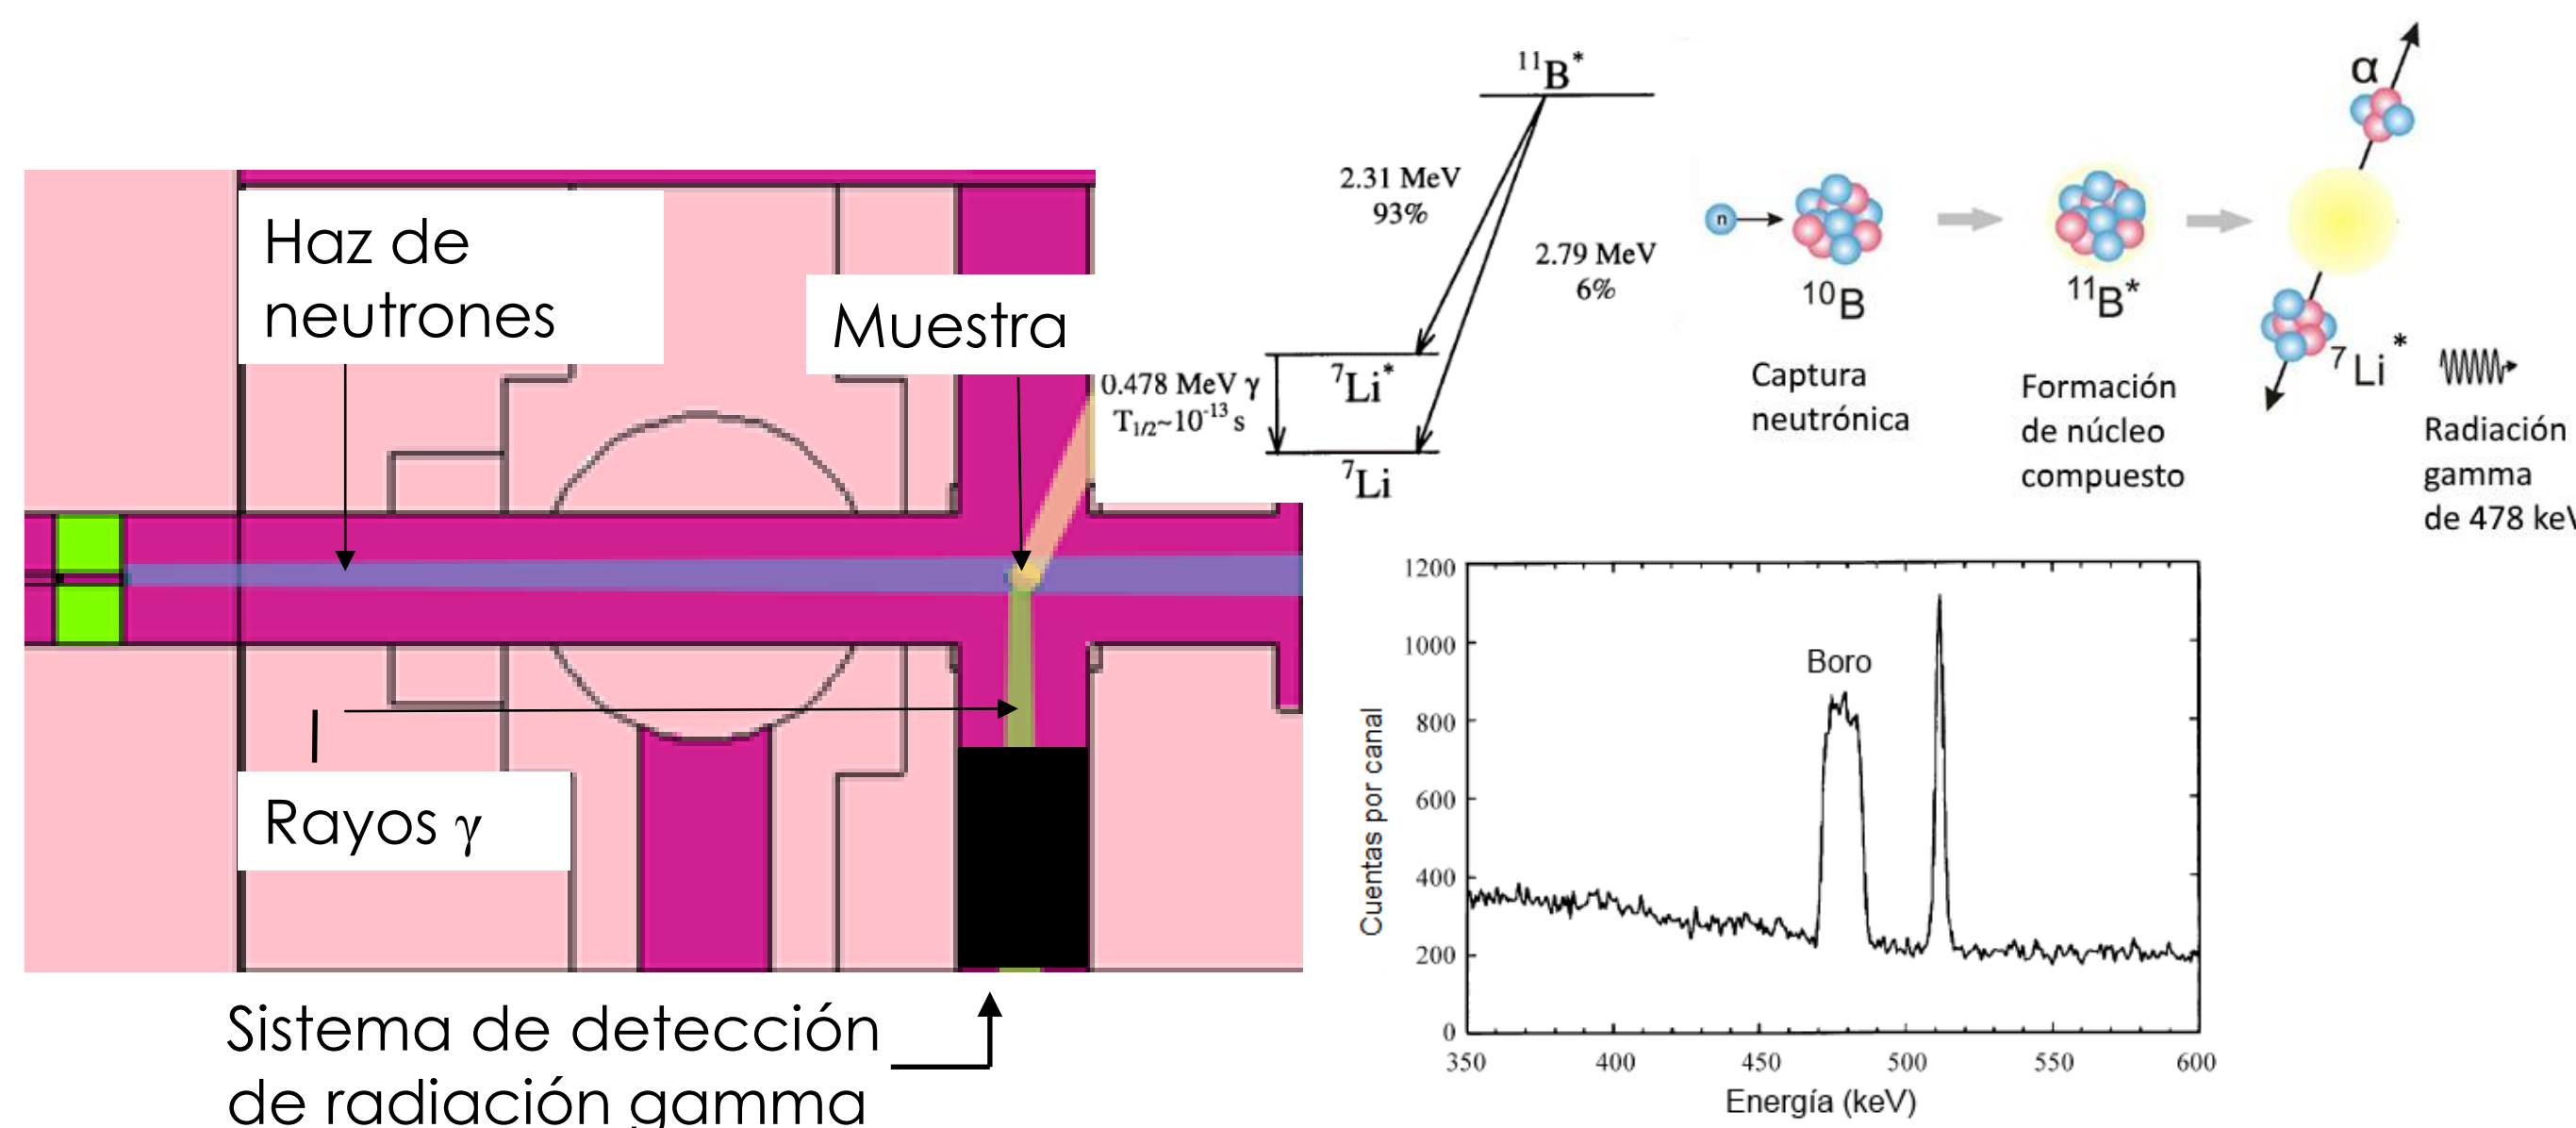 Haz de
neutrones
Muestra
Rayos γ
Sistema de detección
de radiación gamma
¹¹B*
2.31 MeV
93%
2.79 MeV
6%
0.478 MeV γ
T₁/₂~10⁻¹³ s
⁷Li*
⁷Li
n
¹⁰B
Captura
neutrónica
¹¹B*
Formación
de núcleo
compuesto
α
⁷Li*
Radiación
gamma
de 478 keV
Boro
Cuentas por canal
1200
1000
800
600
400
200
0
350 400 450 500 550 600
Energía (keV)